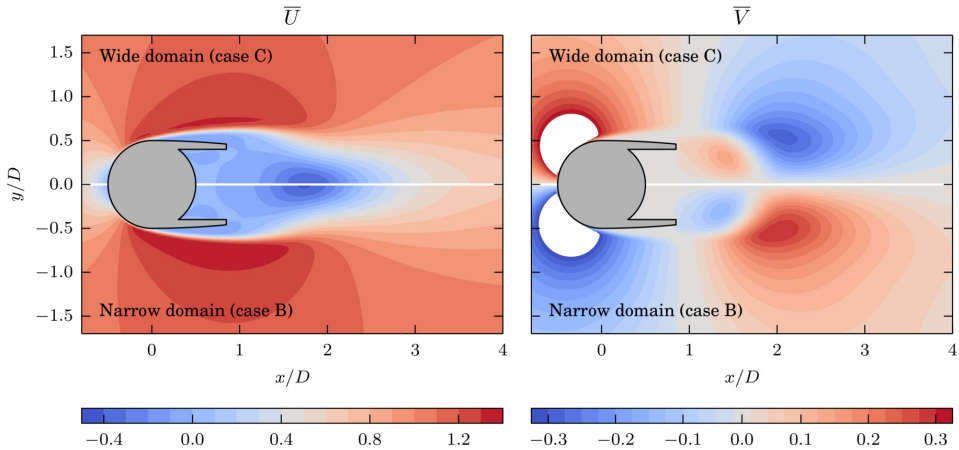 U̅
V̅
Wide domain (case C)
Wide domain (case C)
1.5
1.0
0.5
0.0
−0.5
−1.0
−1.5
y/D
Narrow domain (case B)
Narrow domain (case B)
0 1 2 3 4
0 1 2 3 4
x/D
x/D
−0.4 0.0 0.4 0.8 1.2
−0.3 −0.2 −0.1 0.0 0.1 0.2 0.3